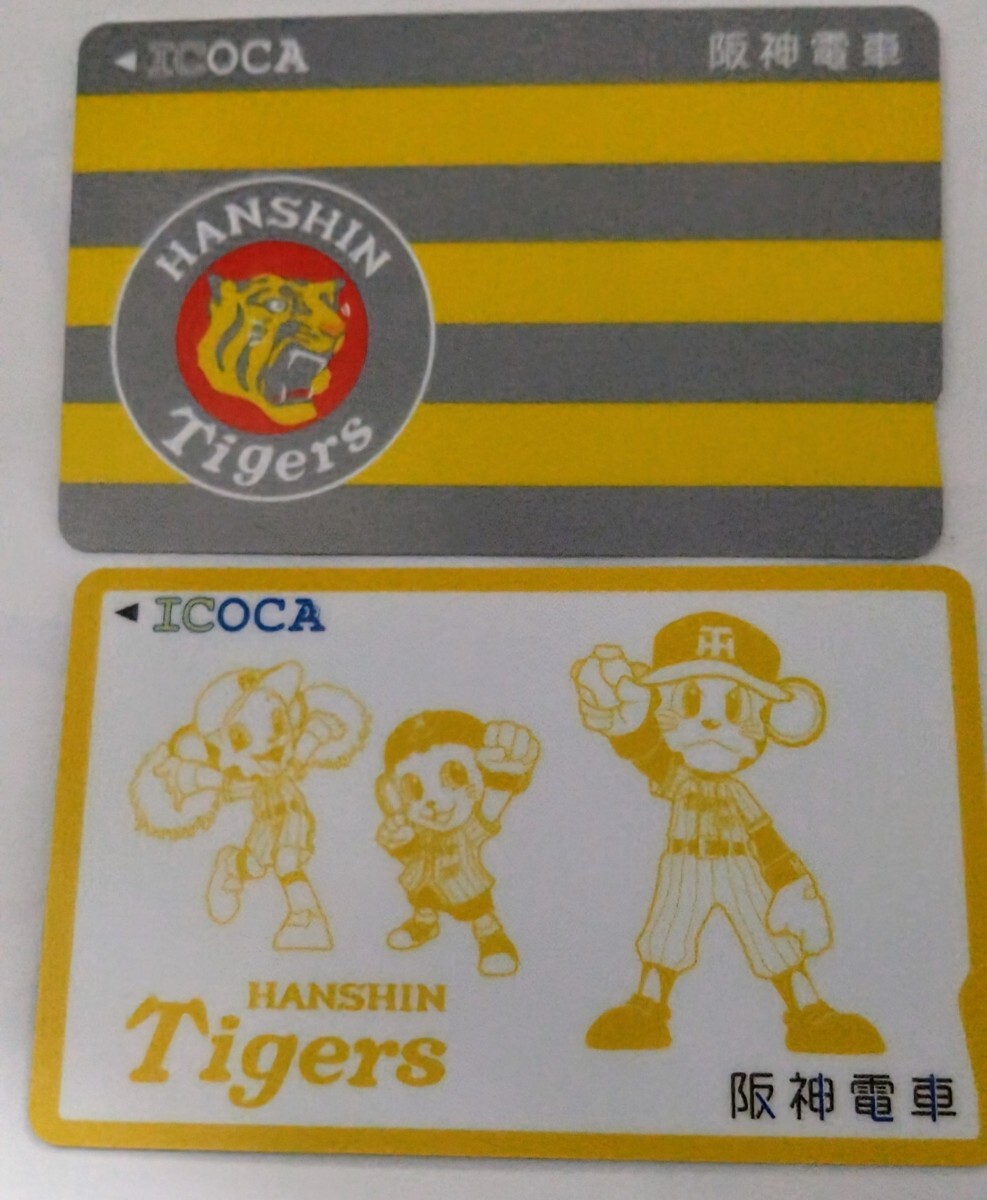 ICOCA
阪神電車
HANSHIN
Tigers
ICOCA
HANSHIN
Tigers
阪神電車